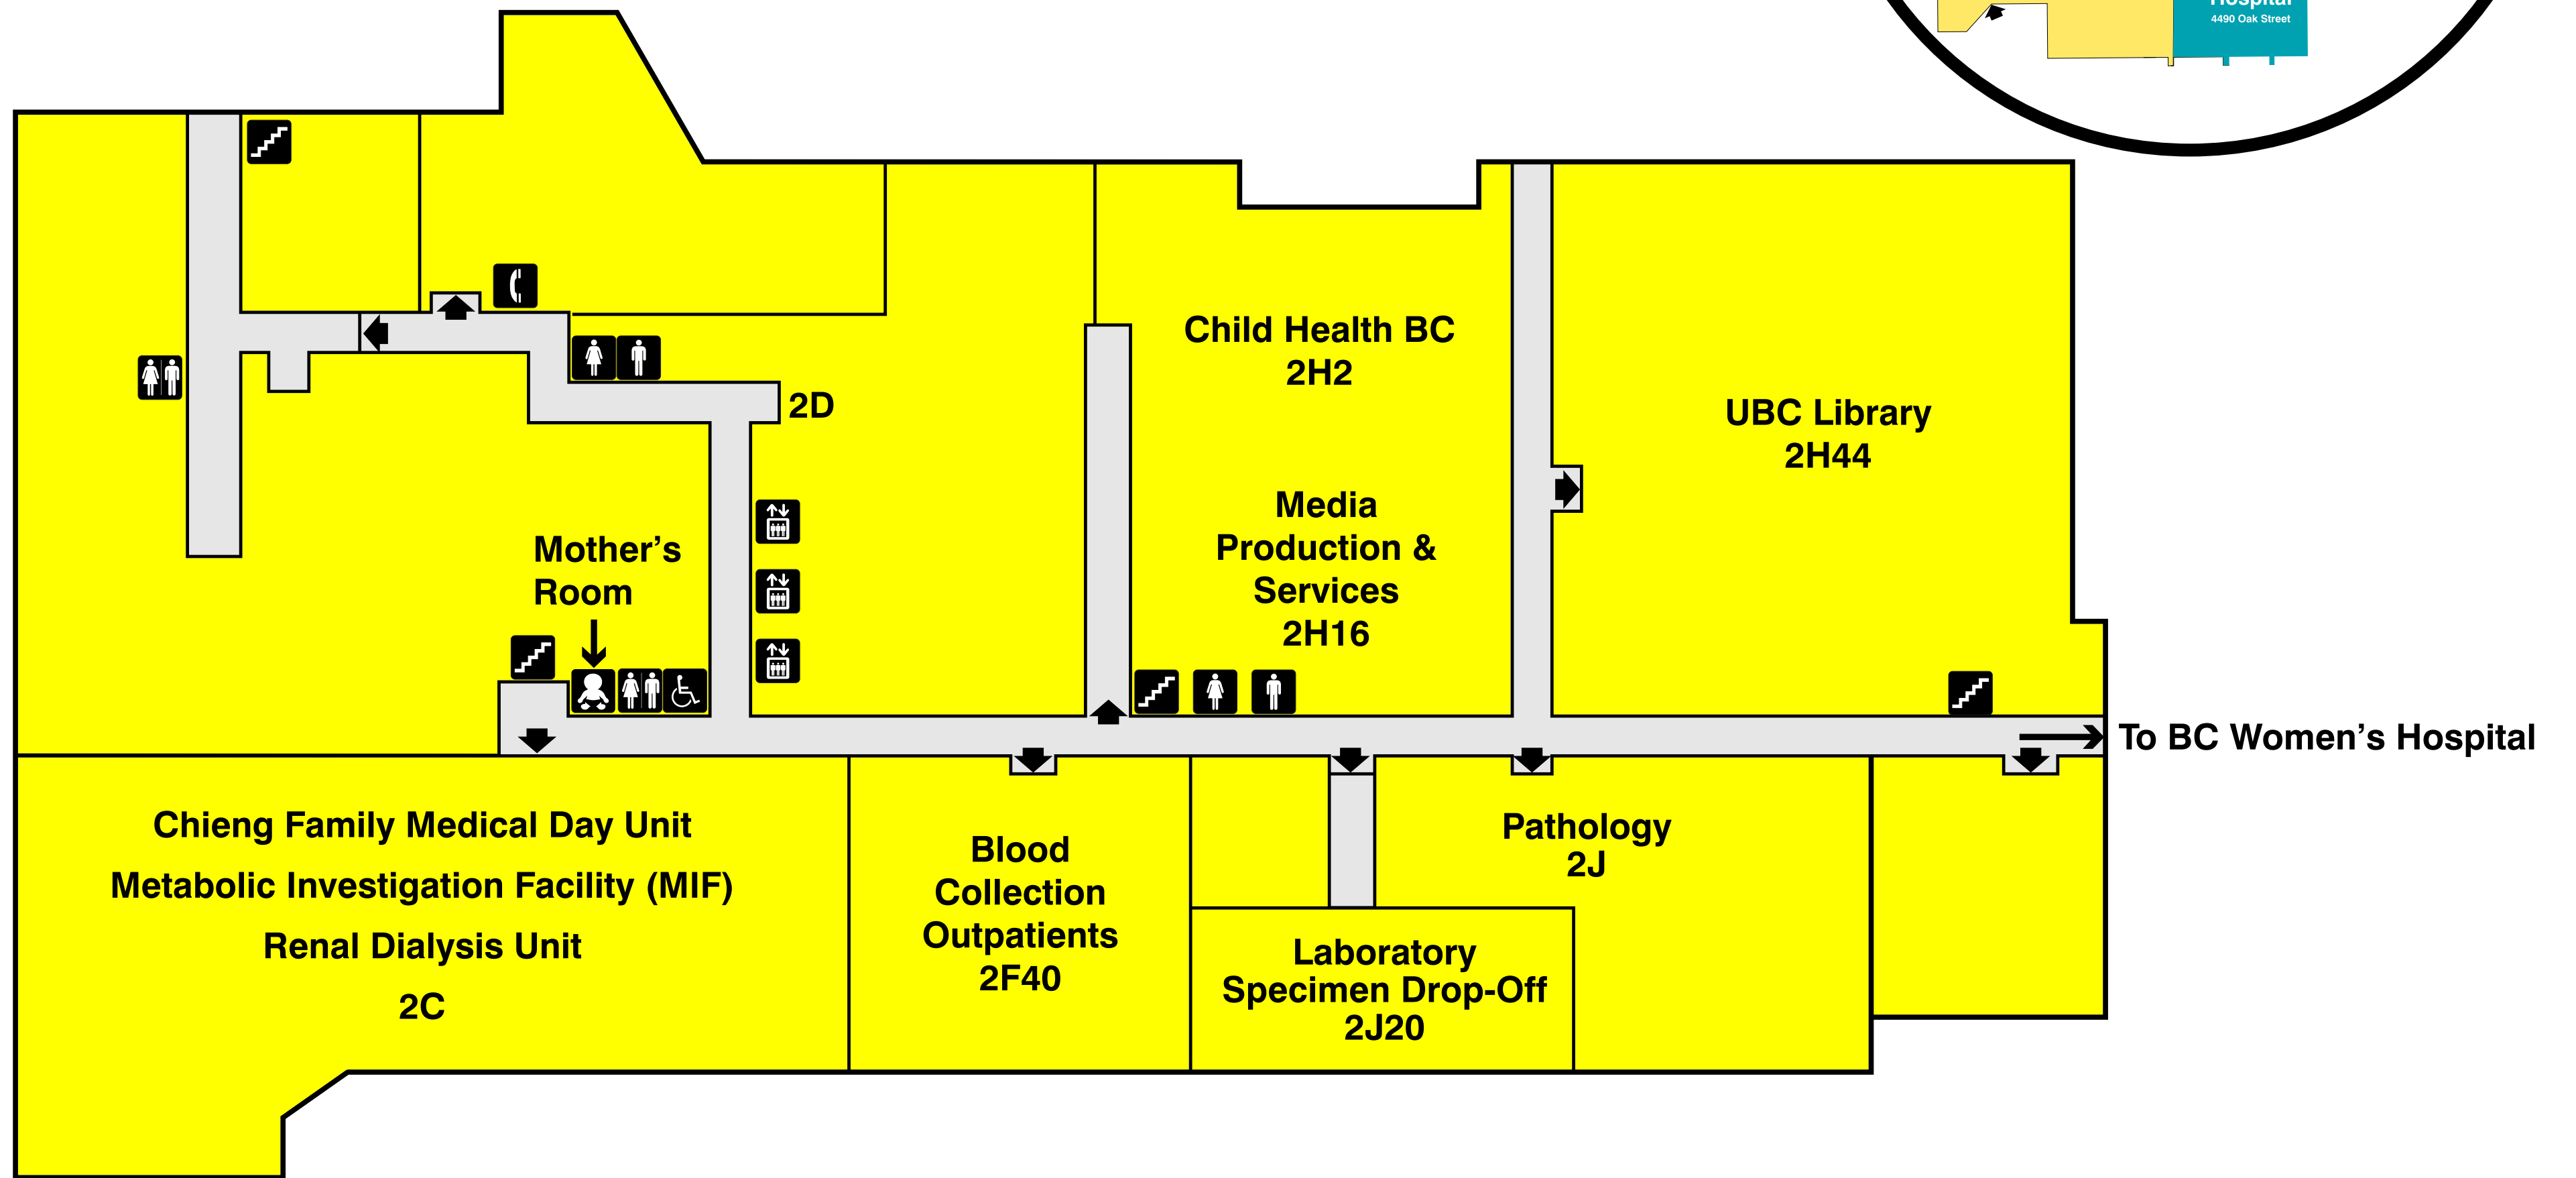 4490 Oak Street
Child Health BC
2H2
2D
UBC Library
2H44
Media
Production &
Services
2H16
Mother’s
Room
To BC Women’s Hospital
Chieng Family Medical Day Unit
Metabolic Investigation Facility (MIF)
Renal Dialysis Unit
2C
Blood
Collection
Outpatients
2F40
Pathology
2J
Laboratory
Specimen Drop-Off
2J20